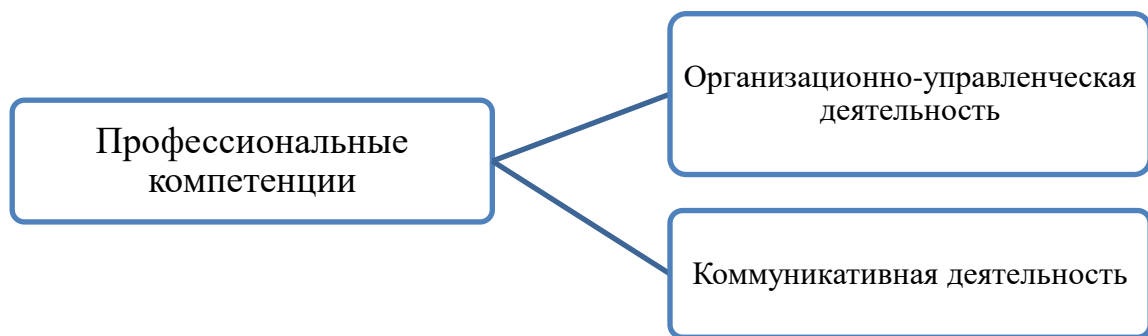 Профессиональные
компетенции
Организационно-управленческая
деятельность
Коммуникативная деятельность